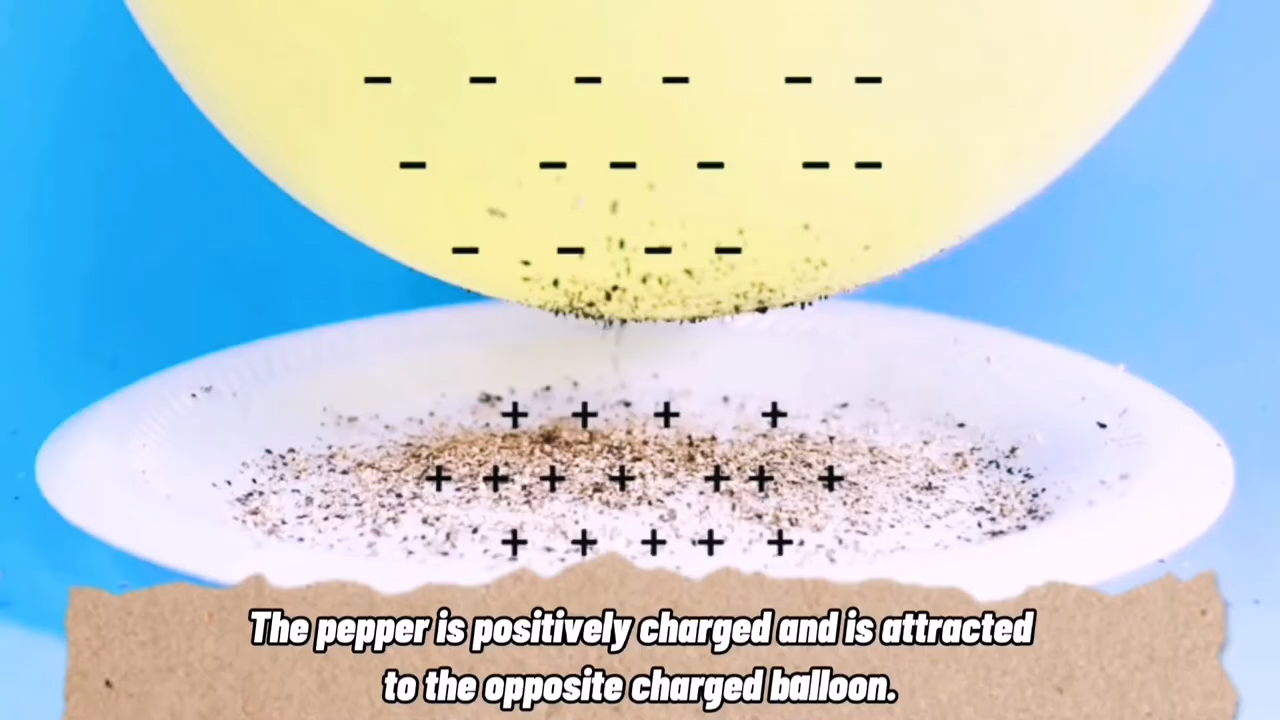 - - - - - -
- - - - - -
- - - -
+ + + +
+ + + + + + +
+ + + + +
The pepper is positively charged and is attracted
to the opposite charged balloon.